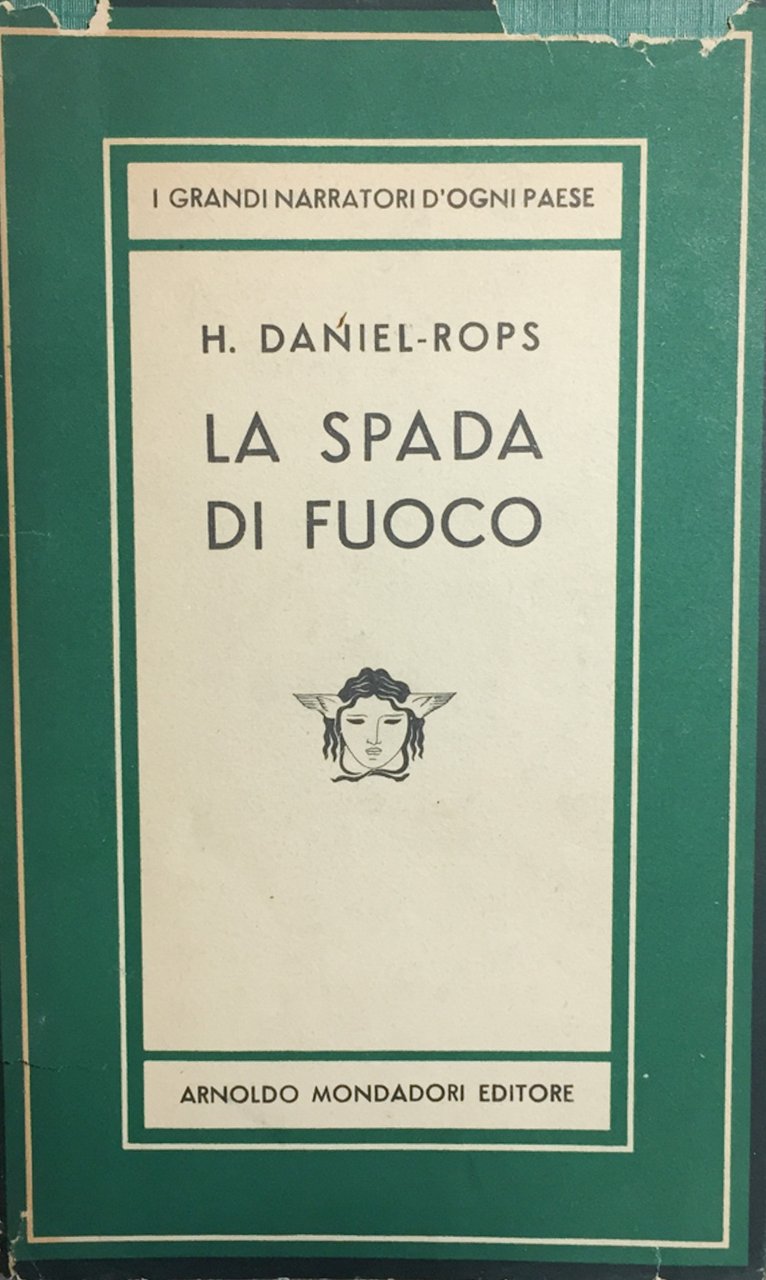 I GRANDI NARRATORI D'OGNI PAESE
H. DANIEL-ROPS
LA SPADA
DI FUOCO
ARNOLDO MONDADORI EDITORE